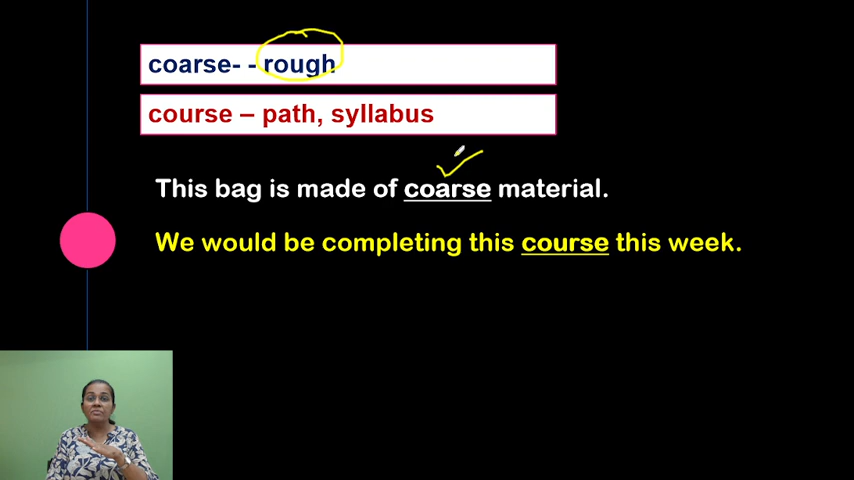 coarse- - rough
course – path, syllabus
This bag is made of coarse material.
We would be completing this course this week.